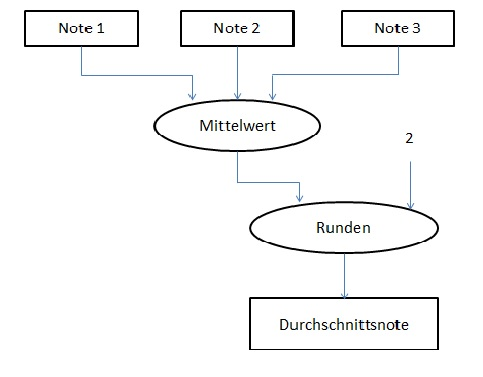 Note 1
Note 2
Note 3
Mittelwert
2
Runden
Durchschnittsnote